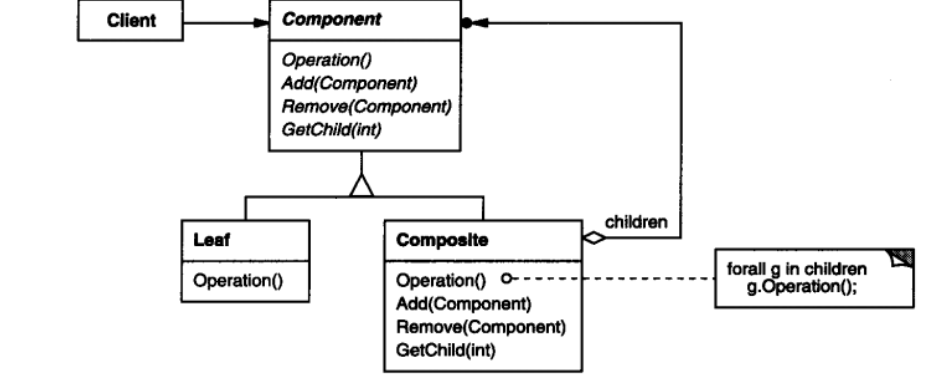 Client
Component
Operation()
Add(Component)
Remove(Component)
GetChild(int)
Leaf
Operation()
Composite
Operation()
Add(Component)
Remove(Component)
GetChild(int)
children
forall g in children
g.Operation();